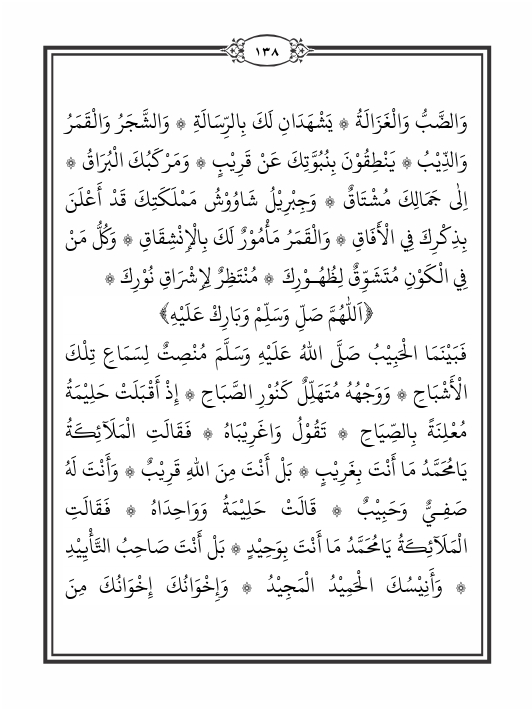 ١٣٨
وَالضَّبُّ وَالْغَزَالَةُ ۞ يَشْهَدَانِ لَكَ بِالرِّسَالَةِ ۞ وَالشَّجَرُ وَالْقَمَرُ
وَالذِّيْبُ ۞ يَنْطِقُوْنَ بِنُبُوَّتِكَ عَنْ قَرِيْبٍ ۞ وَمَرْكَبُكَ الْبُرَاقُ ۞
اِلٰى جَمَالِكَ مُشْتَاقٌ ۞ وَجِبْرِيْلُ شَاوُوْشُ مَمْلَكَتِكَ قَدْ أَعْلَنَ
بِذِكْرِكَ فِي الْأَفَاقِ ۞ وَالْقَمَرُ مَأْمُوْرٌ لَكَ بِالْإِنْشِقَاقِ ۞ وَكُلُّ مَنْ
فِي الْكَوْنِ مُتَشَوِّقٌ لِظُهُــوْرِكَ ۞ مُنْتَظِرٌ لِإِشْرَاقِ نُوْرِكَ ۞
﴿اَللّٰهُمَّ صَلِّ وَسَلِّمْ وَبَارِكْ عَلَيْهِ﴾
فَبَيْنَمَا الْحَبِيْبُ صَلَّى اللهُ عَلَيْهِ وَسَلَّمَ مُنْصِتٌ لِسَمَاعِ تِلْكَ
الْأَشْبَاحِ ۞ وَوَجْهُهُ مُتَهَلِّلٌ كَنُوْرِ الصَّبَاحِ ۞ إِذْ أَقْبَلَتْ حَلِيْمَةُ
مُعْلِنَةً بِالصِّيَاحِ ۞ تَقُوْلُ وَاغَرِيْبَاهُ ۞ فَقَالَتِ الْمَلَآئِكَةُ
يَامُحَمَّدُ مَا أَنْتَ بِغَرِيْبٍ ۞ بَلْ أَنْتَ مِنَ اللهِ قَرِيْبٌ ۞ وَأَنْتَ لَهُ
صَفِــيٌّ وَحَبِيْبٌ ۞ قَالَتْ حَلِيْمَةُ وَوَاحِدَاهُ ۞ فَقَالَتِ
الْمَلَآئِكَةُ يَامُحَمَّدُ مَا أَنْتَ بِوَحِيْدٍ ۞ بَلْ أَنْتَ صَاحِبُ التَّأْيِيْدِ
۞ وَأَنِيْسُكَ الْحَمِيْدُ الْمَجِيْدُ ۞ وَإِخْوَانُكَ إِخْوَانُكَ مِنَ